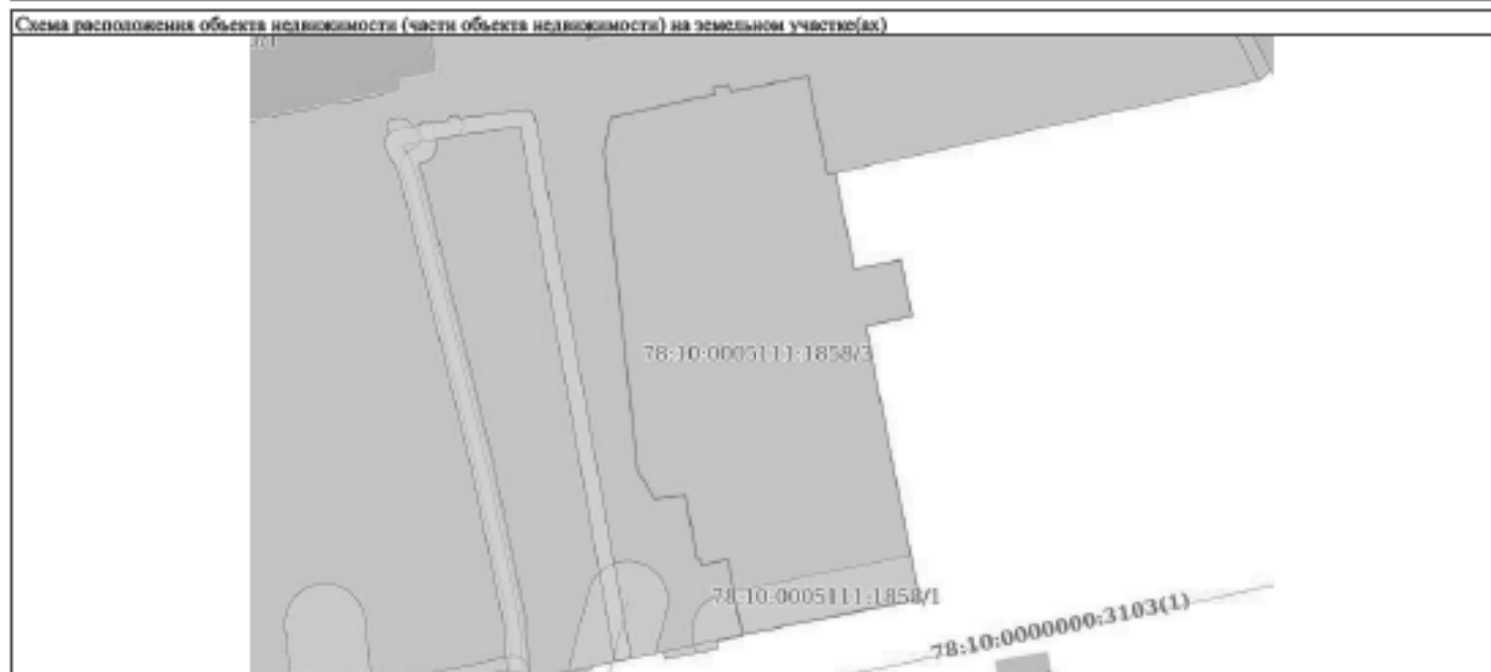 Схема расположения объекта недвижимости (части объекта недвижимости) на земельном участке(ах)
78:10:0005111:1858/3
78:10:0005111:1858/1
78:10:0000000:3103(1)